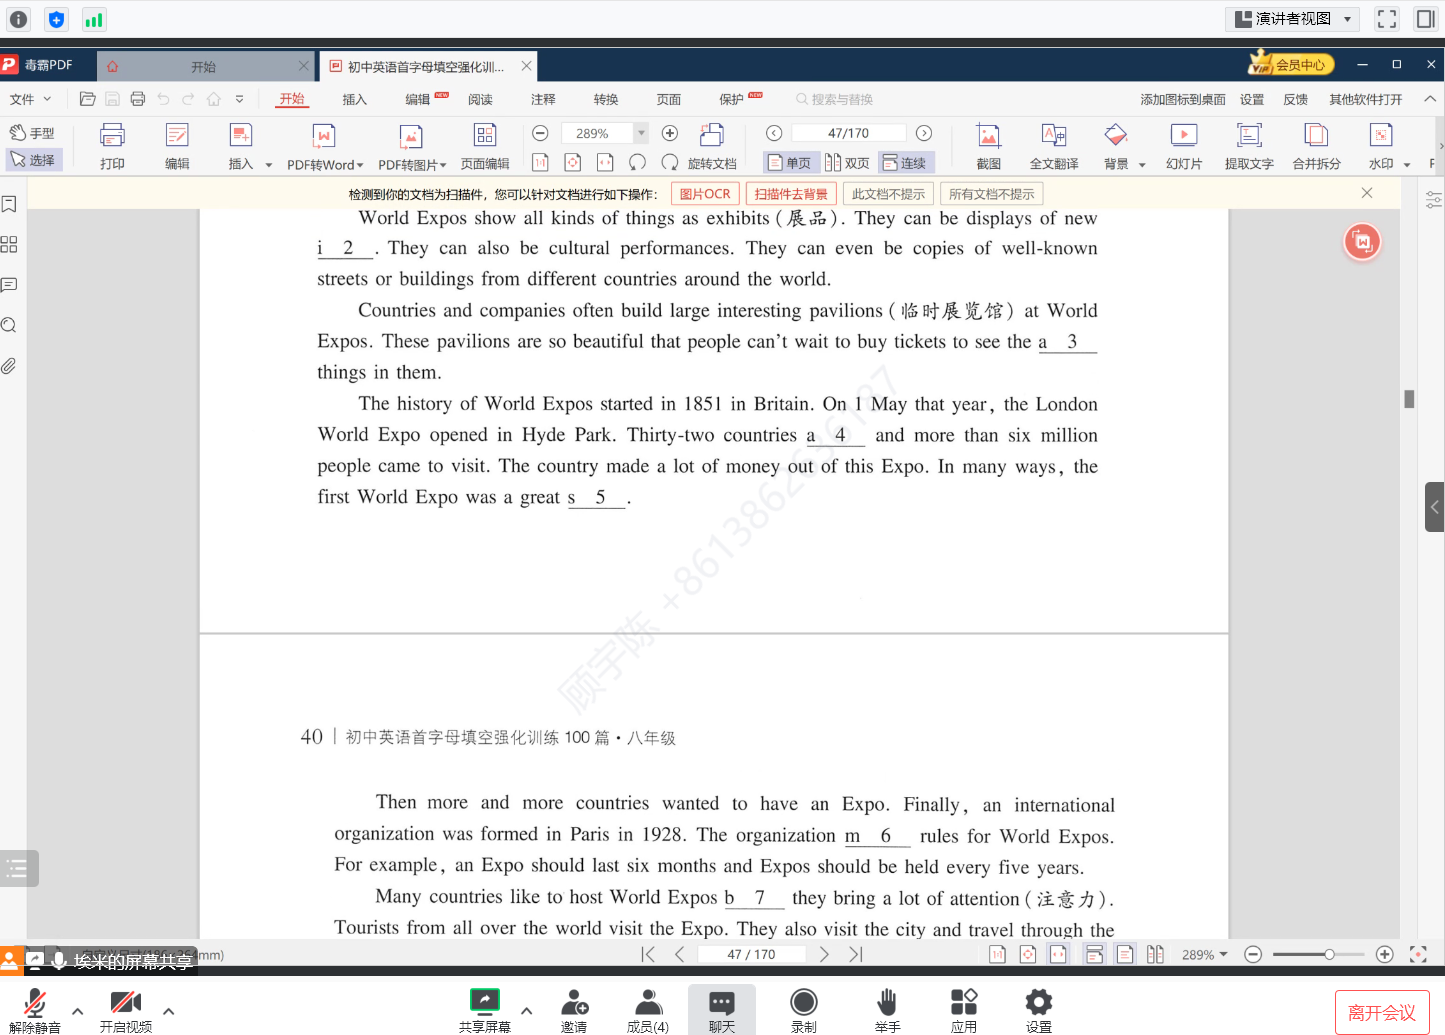 演讲者视图
毒霸PDF
开始
初中英语首字母填空强化训...
VIP 会员中心
文件
开始
插入
编辑 NEW
阅读
注释
转换
页面
保护 NEW
搜索与替换
添加图标到桌面
设置
反馈
其他软件打开
手型
选择
打印
编辑
插入
PDF转Word
PDF转图片
页面编辑
289%
旋转文档
47/170
单页
双页
连续
截图
全文翻译
背景
幻灯片
提取文字
合并拆分
水印
检测到你的文档为扫描件，您可以针对文档进行如下操作：
图片OCR
扫描件去背景
此文档不提示
所有文档不提示
World Expos show all kinds of things as exhibits (展品). They can be displays of new
i 2 . They can also be cultural performances. They can even be copies of well-known
streets or buildings from different countries around the world.
Countries and companies often build large interesting pavilions (临时展览馆) at World
Expos. These pavilions are so beautiful that people can't wait to buy tickets to see the a 3
things in them.
The history of World Expos started in 1851 in Britain. On 1 May that year, the London
World Expo opened in Hyde Park. Thirty-two countries a 4 and more than six million
people came to visit. The country made a lot of money out of this Expo. In many ways, the
first World Expo was a great s 5 .
40 | 初中英语首字母填空强化训练 100 篇·八年级
Then more and more countries wanted to have an Expo. Finally, an international
organization was formed in Paris in 1928. The organization m 6 rules for World Expos.
For example, an Expo should last six months and Expos should be held every five years.
Many countries like to host World Expos b 7 they bring a lot of attention (注意力).
Tourists from all over the world visit the Expo. They also visit the city and travel through the
埃米的屏幕共享
47 / 170
289%
解除静音
开启视频
共享屏幕
邀请
成员(4)
聊天
录制
举手
应用
设置
离开会议